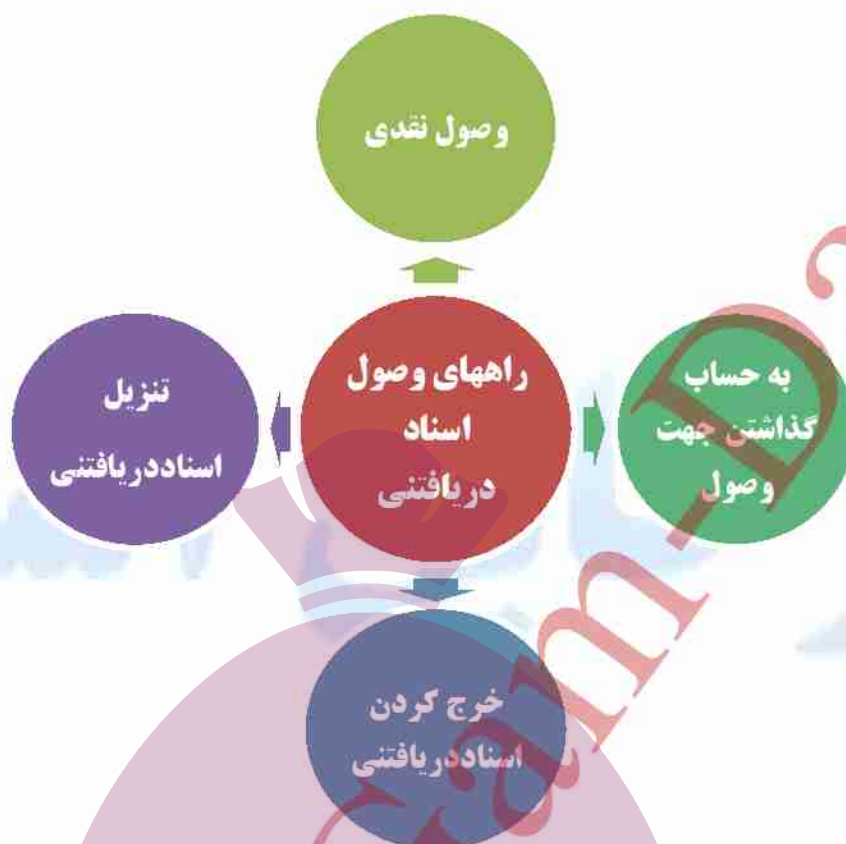 وصول نقدی
راههای وصول
اسناد
دریافتنی
به حساب
گذاشتن جهت
وصول
تنزیل
اسناددریافتنی
خرج کردن
اسناددریافتنی